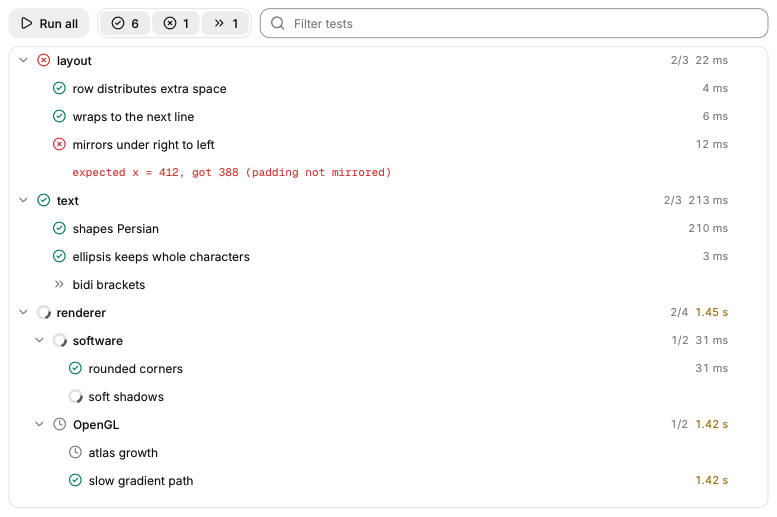 Run all 6 1 1 Filter tests
layout 2/3 22 ms
row distributes extra space 4 ms
wraps to the next line 6 ms
mirrors under right to left 12 ms
expected x = 412, got 388 (padding not mirrored)
text 2/3 213 ms
shapes Persian 210 ms
ellipsis keeps whole characters 3 ms
bidi brackets
renderer 2/4 1.45 s
software 1/2 31 ms
rounded corners 31 ms
soft shadows
OpenGL 1/2 1.42 s
atlas growth
slow gradient path 1.42 s